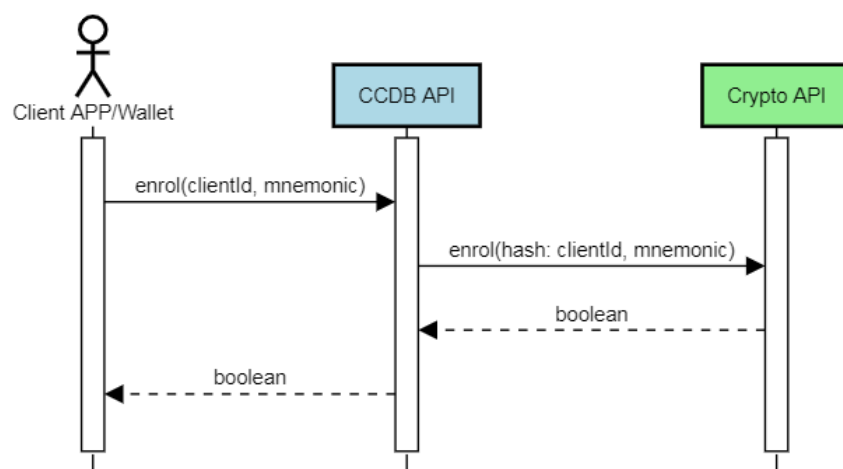 Client APP/Wallet
CCDB API
Crypto API
enrol(clientId, mnemonic)
enrol(hash: clientId, mnemonic)
boolean
boolean